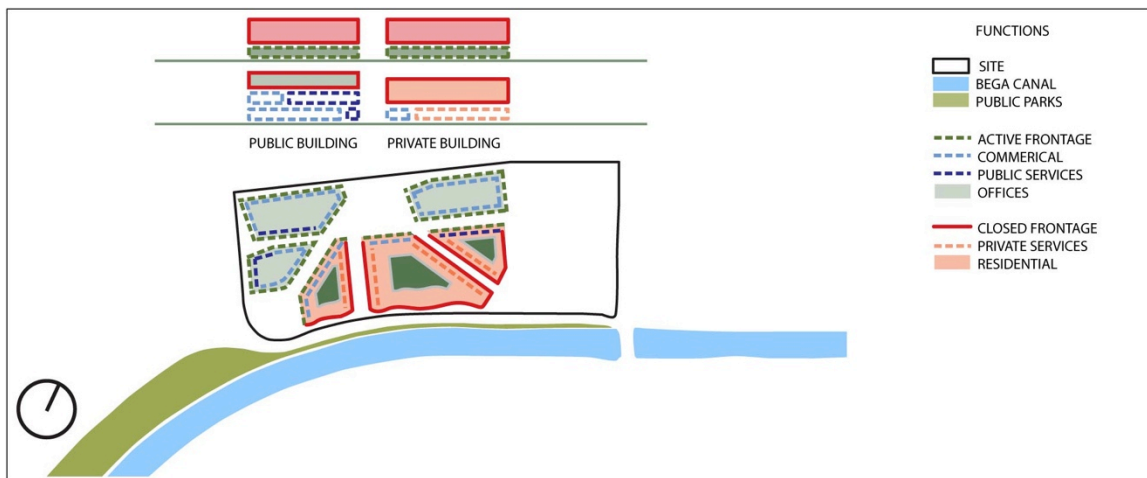 PUBLIC BUILDING
PRIVATE BUILDING
FUNCTIONS
SITE
BEGA CANAL
PUBLIC PARKS
ACTIVE FRONTAGE
COMMERICAL
PUBLIC SERVICES
OFFICES
CLOSED FRONTAGE
PRIVATE SERVICES
RESIDENTIAL